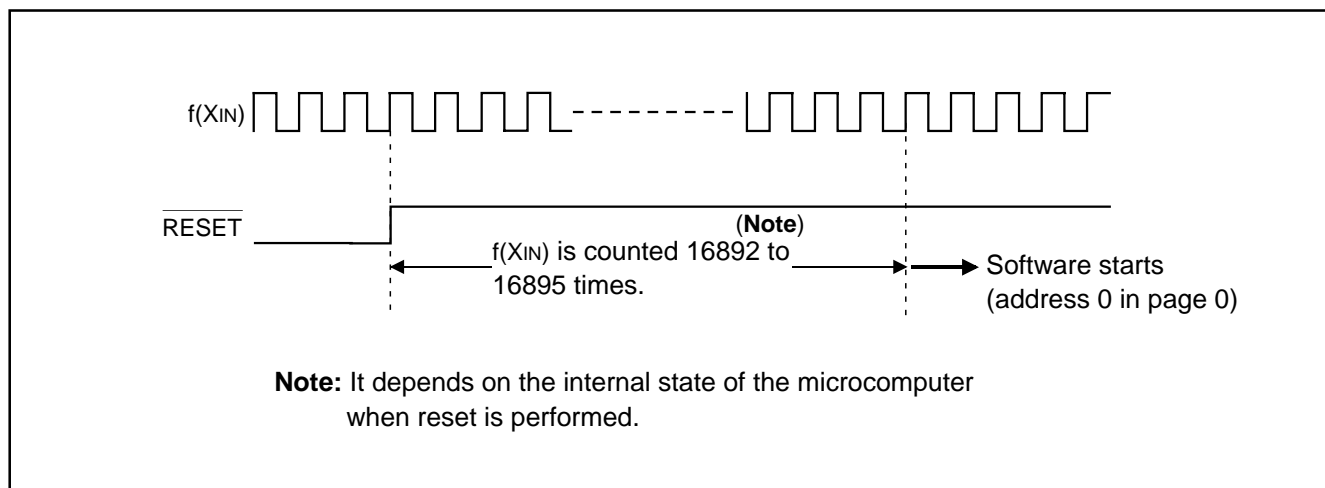 f(XIN)
RESET
(Note)
f(XIN) is counted 16892 to
16895 times.
Software starts
(address 0 in page 0)
Note: It depends on the internal state of the microcomputer
when reset is performed.